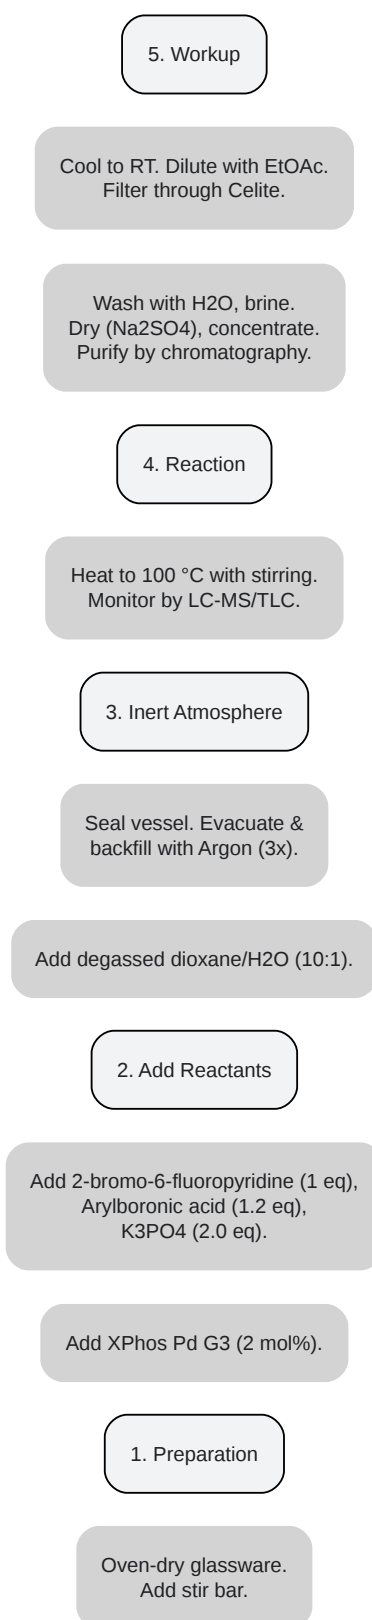 5. Workup
Cool to RT. Dilute with EtOAc.
Filter through Celite.
Wash with H2O, brine.
Dry (Na2SO4), concentrate.
Purify by chromatography.
4. Reaction
Heat to 100 °C with stirring.
Monitor by LC-MS/TLC.
3. Inert Atmosphere
Seal vessel. Evacuate &
backfill with Argon (3x).
Add degassed dioxane/H2O (10:1).
2. Add Reactants
Add 2-bromo-6-fluoropyridine (1 eq),
Arylboronic acid (1.2 eq),
K3PO4 (2.0 eq).
Add XPhos Pd G3 (2 mol%).
1. Preparation
Oven-dry glassware.
Add stir bar.